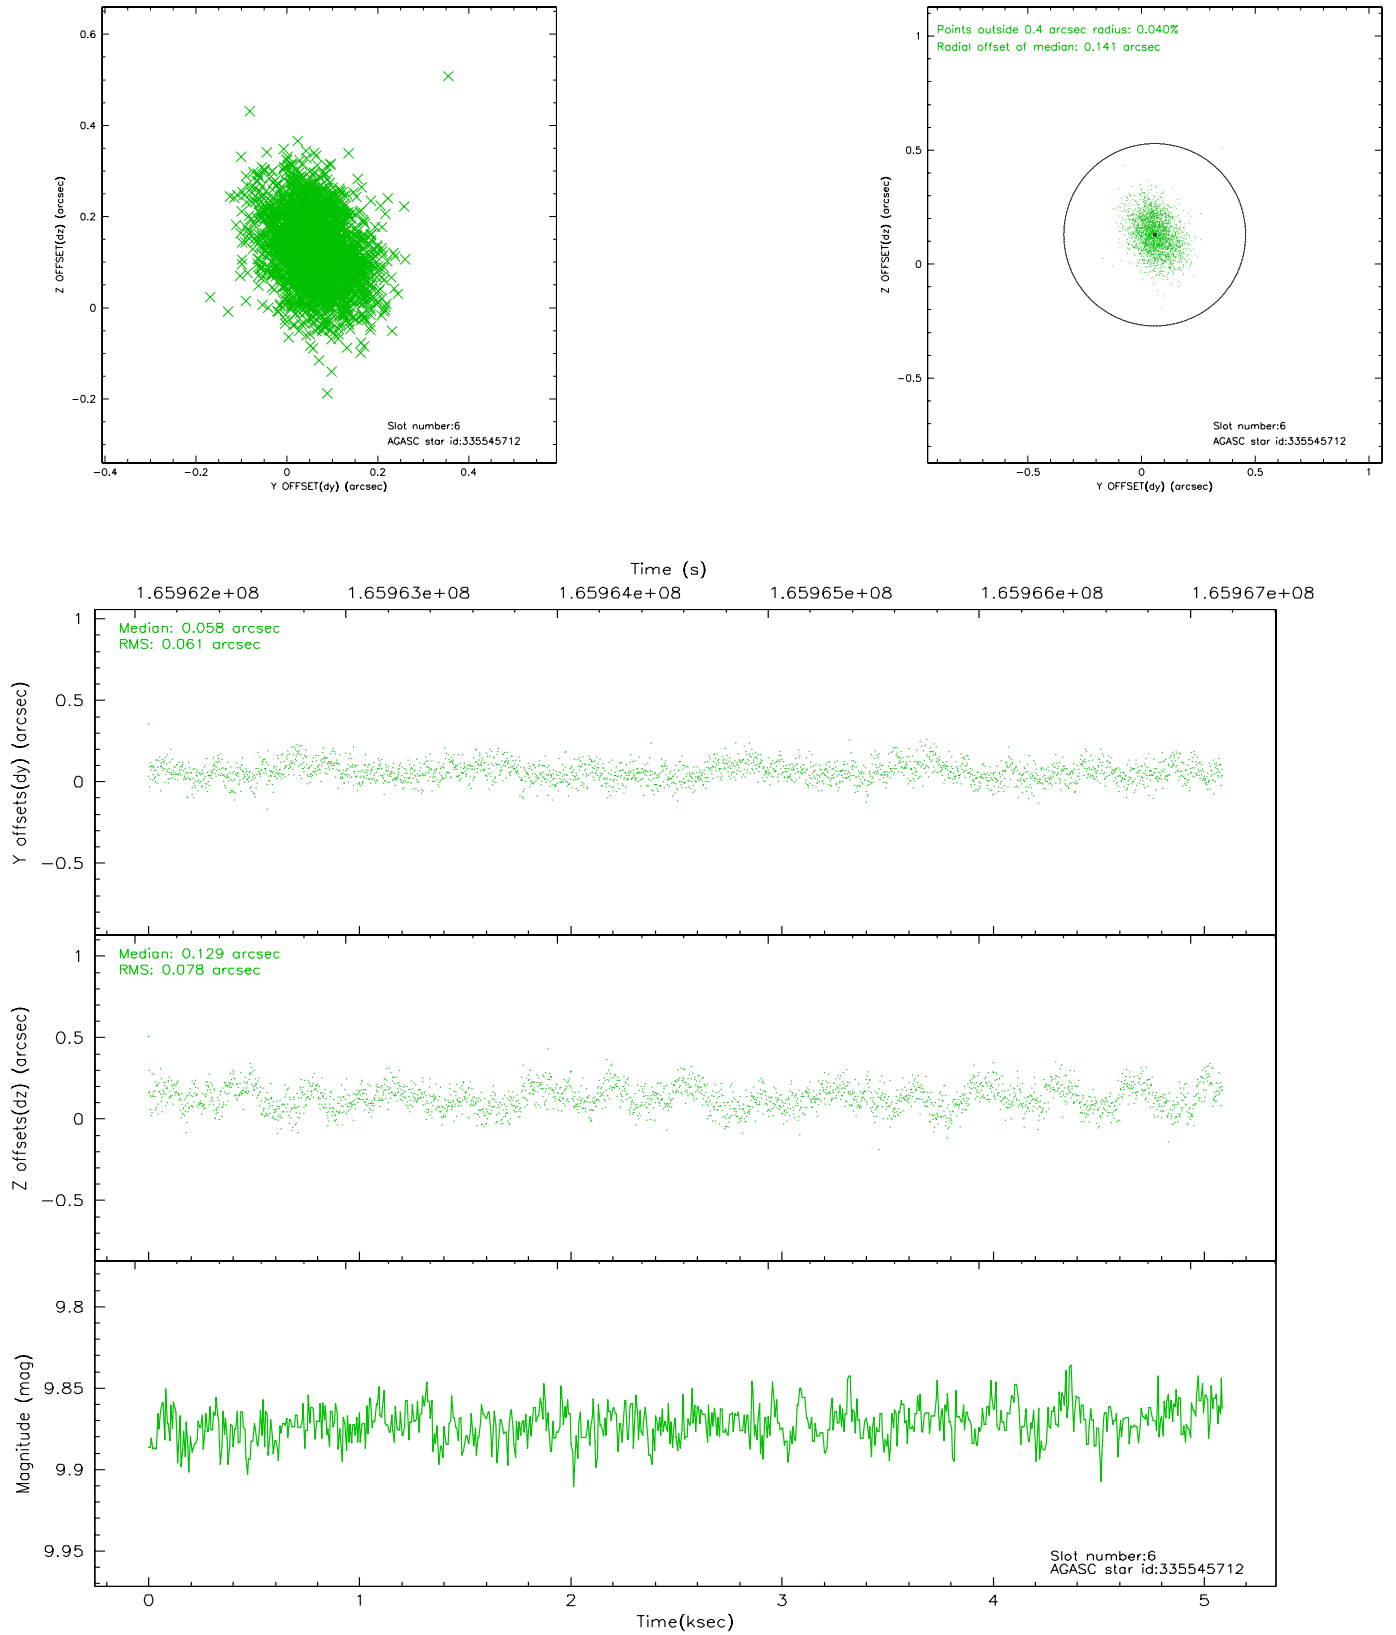 0.6
0.4
0.2
0
−0.2
−0.4
−0.2
0
0.2
0.4
Z OFFSET(dz) (arcsec)
Y OFFSET(dy) (arcsec)
Slot number:6
AGASC star id:335545712
Points outside 0.4 arcsec radius: 0.040%
Radial offset of median: 0.141 arcsec
1
0.5
0
−0.5
−0.5
0
0.5
1
Z OFFSET(dz) (arcsec)
Y OFFSET(dy) (arcsec)
Slot number:6
AGASC star id:335545712
Time (s)
1.65962e+08
1.65963e+08
1.65964e+08
1.65965e+08
1.65966e+08
1.65967e+08
Median: 0.058 arcsec
RMS: 0.061 arcsec
1
0.5
0
−0.5
Y offsets(dy) (arcsec)
Median: 0.129 arcsec
RMS: 0.078 arcsec
1
0.5
0
−0.5
Z offsets(dz) (arcsec)
9.8
9.85
9.9
9.95
Magnitude (mag)
Slot number:6
AGASC star id:335545712
0
1
2
3
4
5
Time(ksec)